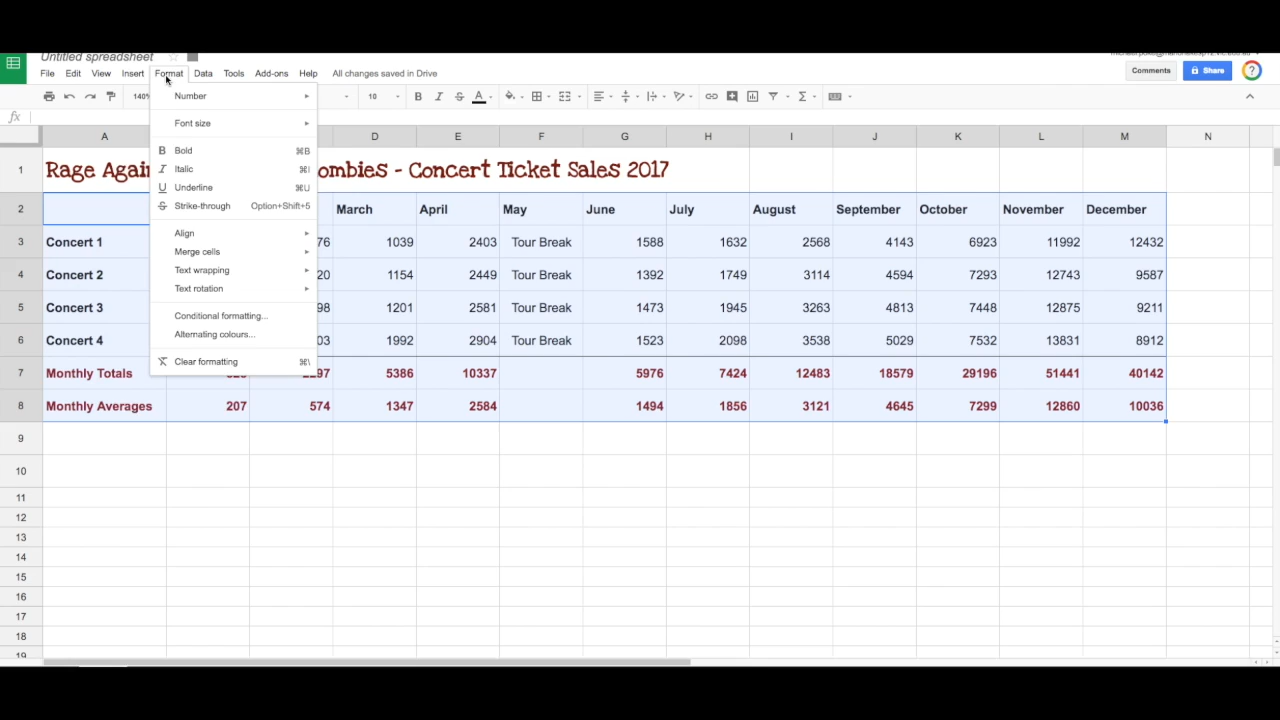 Untitled spreadsheet
File Edit View Insert Format Data Tools Add-ons Help All changes saved in Drive
Comments Share ?
140% 18 B I S A
fx
A D E F G H I J K L M N
1 Rage Again ombies - Concert Ticket Sales 2017
2 March April May June July August September October November December
3 Concert 1 76 1039 2403 Tour Break 1588 1632 2568 4143 6923 11992 12432
4 Concert 2 20 1154 2449 Tour Break 1392 1749 3114 4594 7293 12743 9587
5 Concert 3 98 1201 2581 Tour Break 1473 1945 3263 4813 7448 12875 9211
6 Concert 4 03 1992 2904 Tour Break 1523 2098 3538 5029 7532 13831 8912
7 Monthly Totals 5386 10337 5976 7424 12483 18579 29196 51441 40142
8 Monthly Averages 207 574 1347 2584 1494 1856 3121 4645 7299 12860 10036
9
10
11
12
13
14
15
16
17
18
19
Number
Font size
B Bold ⌘B
I Italic ⌘I
U Underline ⌘U
S Strike-through Option+Shift+5
Align
Merge cells
Text wrapping
Text rotation
Conditional formatting...
Alternating colours...
Clear formatting ⌘\